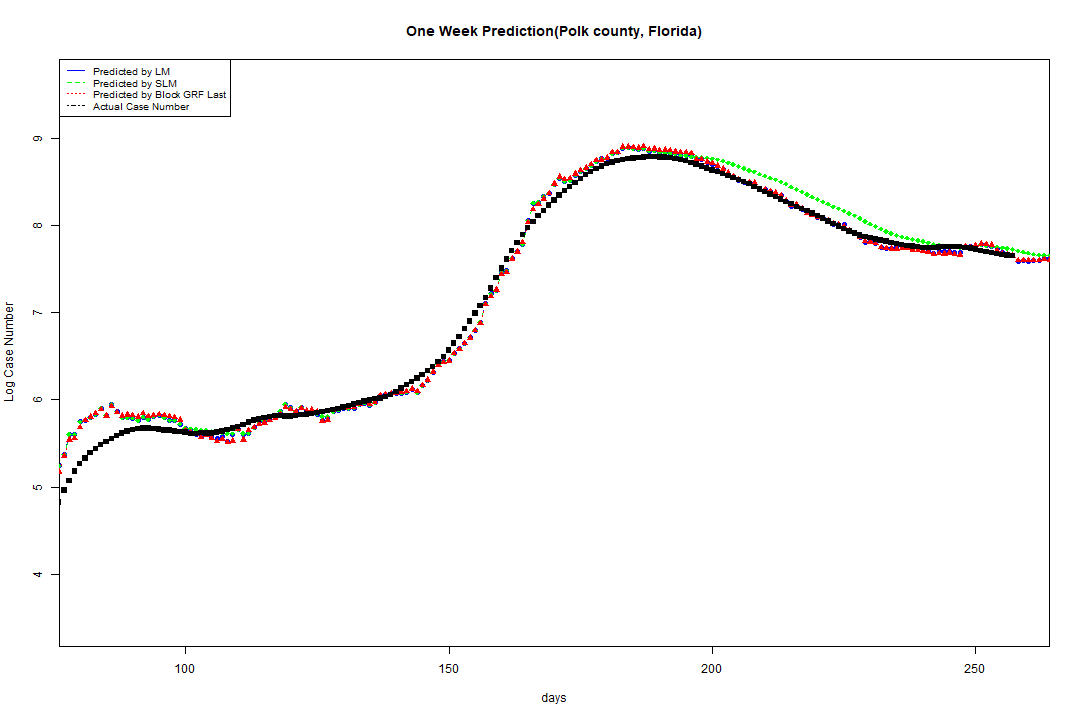 One Week Prediction(Polk county, Florida)
Predicted by LM
Predicted by SLM
Predicted by Block GRF Last
Actual Case Number
9
8
7
6
5
4
Log Case Number
100 150 200 250
days